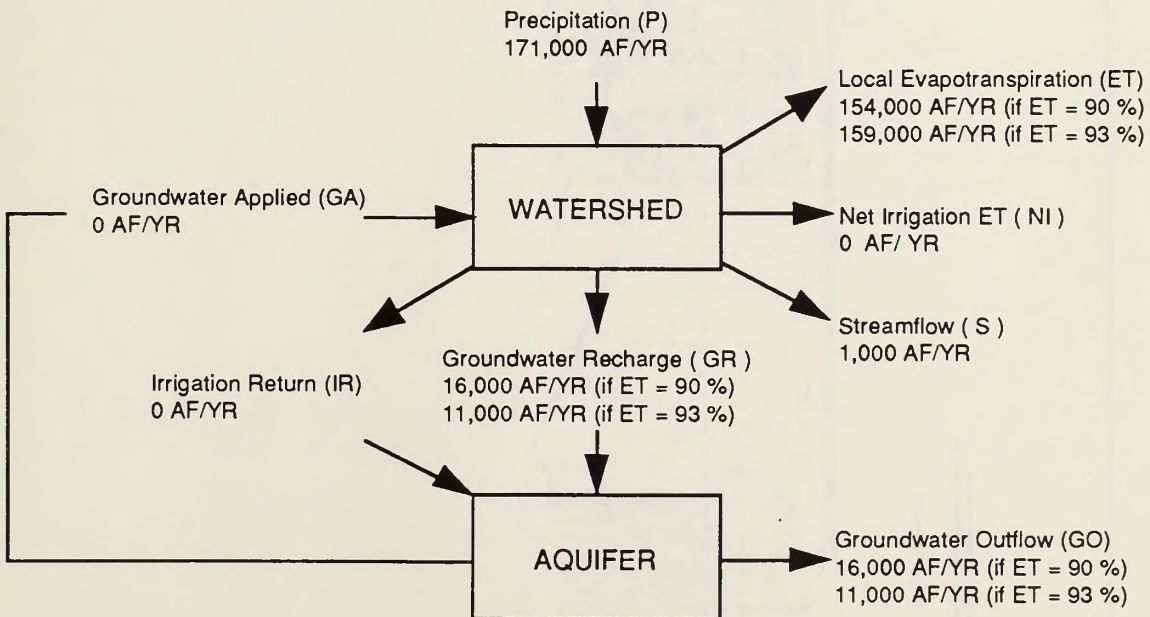 Precipitation (P)
171,000 AF/YR
Local Evapotranspiration (ET)
154,000 AF/YR (if ET = 90 %)
159,000 AF/YR (if ET = 93 %)
Groundwater Applied (GA)
0 AF/YR
WATERSHED
Net Irrigation ET ( NI )
0 AF/ YR
Streamflow ( S )
1,000 AF/YR
Irrigation Return (IR)
0 AF/YR
Groundwater Recharge ( GR )
16,000 AF/YR (if ET = 90 %)
11,000 AF/YR (if ET = 93 %)
AQUIFER
Groundwater Outflow (GO)
16,000 AF/YR (if ET = 90 %)
11,000 AF/YR (if ET = 93 %)